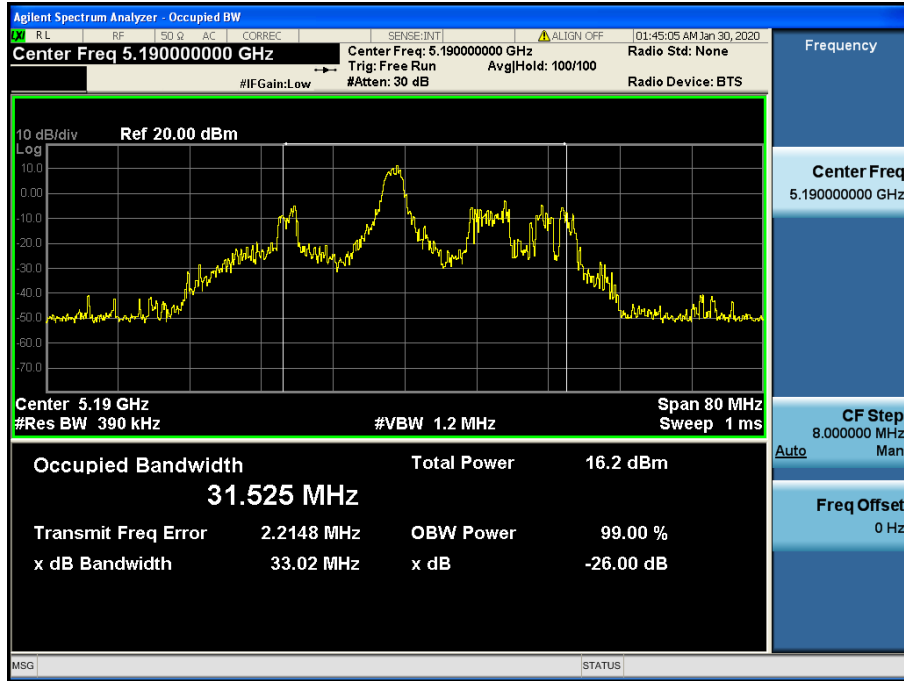 Agilent Spectrum Analyzer - Occupied BW
LXI RL RF 50 Ω AC CORREC SENSE:INT ALIGN OFF 01:45:05 AM Jan 30, 2020
Center Freq 5.190000000 GHz
Center Freq: 5.190000000 GHz Radio Std: None
Trig: Free Run Avg|Hold: 100/100
#IFGain:Low #Atten: 30 dB Radio Device: BTS
10 dB/div Ref 20.00 dBm
Log
10.0
0.00
-10.0
-20.0
-30.0
-40.0
-50.0
-60.0
-70.0
Center 5.19 GHz Span 80 MHz
#Res BW 390 kHz #VBW 1.2 MHz Sweep 1 ms
Occupied Bandwidth Total Power 16.2 dBm
31.525 MHz
Transmit Freq Error 2.2148 MHz OBW Power 99.00 %
x dB Bandwidth 33.02 MHz x dB -26.00 dB
MSG STATUS
Frequency
Center Freq
5.190000000 GHz
CF Step
8.000000 MHz
Auto Man
Freq Offset
0 Hz